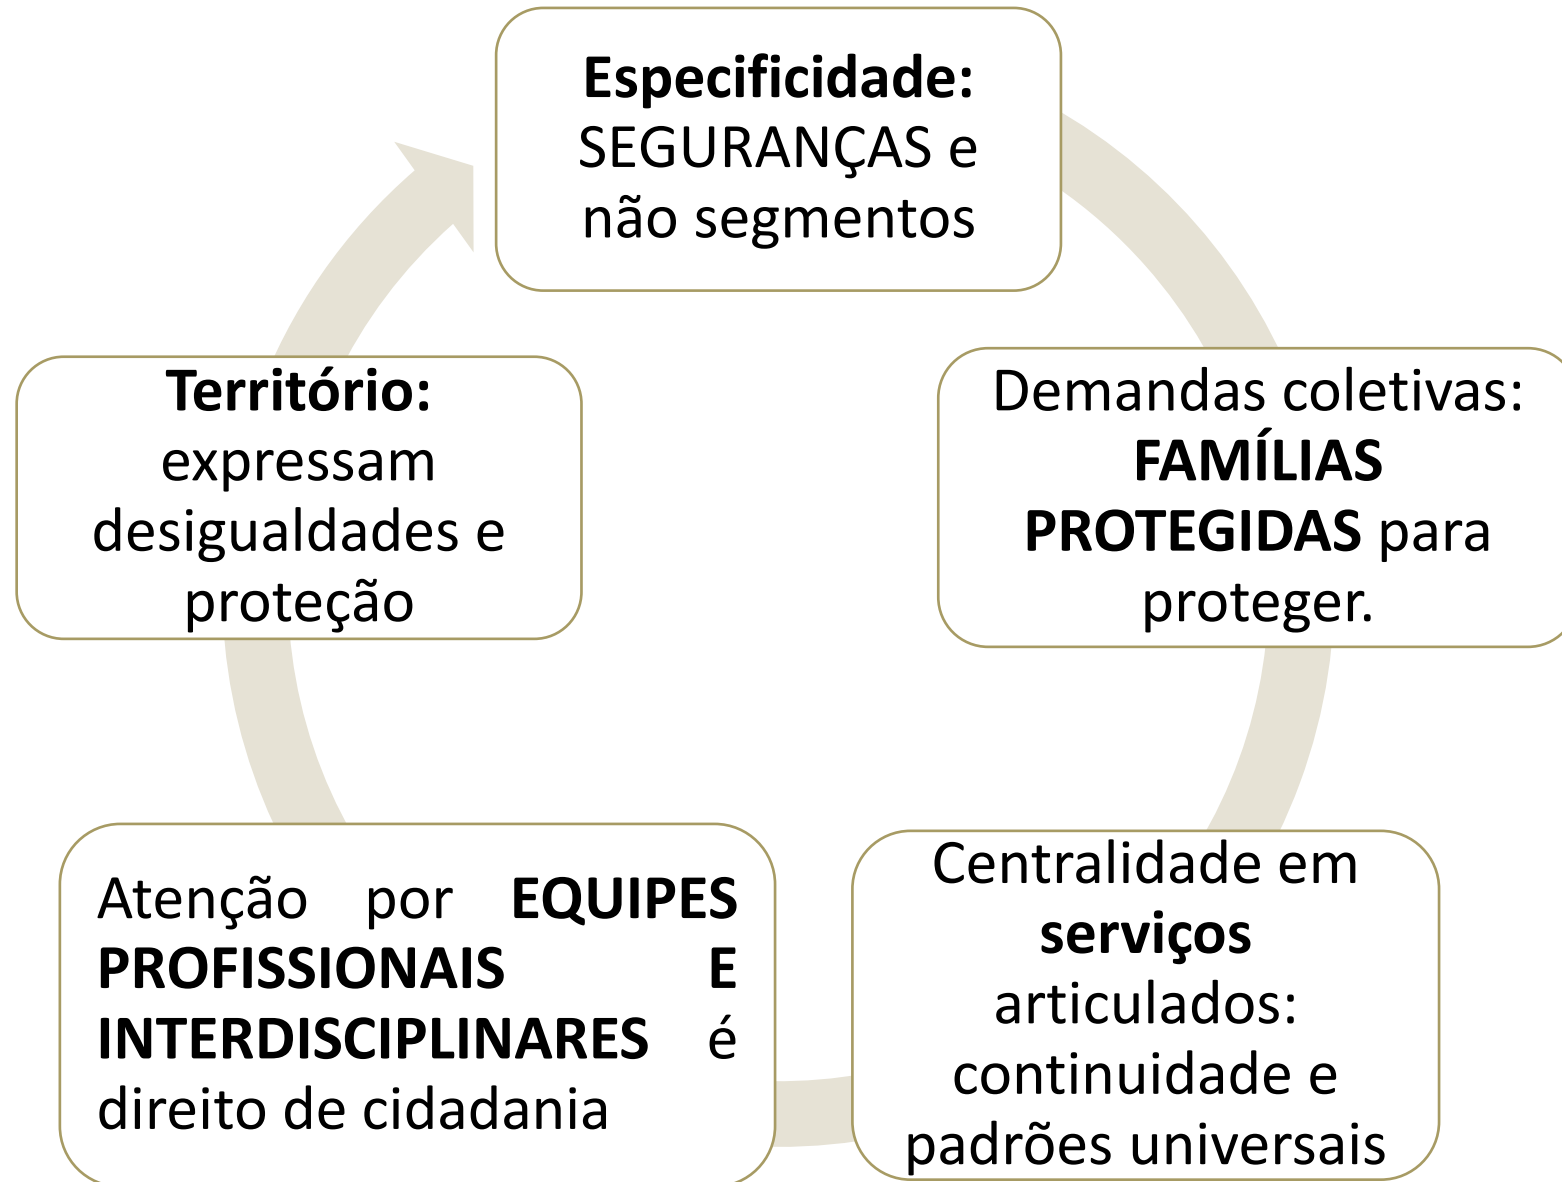 Especificidade:
SEGURANÇAS e
não segmentos
Demandas coletivas:
FAMÍLIAS
PROTEGIDAS para
proteger.
Centralidade em
serviços
articulados:
continuidade e
padrões universais
Atenção por EQUIPES
PROFISSIONAIS E
INTERDISCIPLINARES é
direito de cidadania
Território:
expressam
desigualdades e
proteção